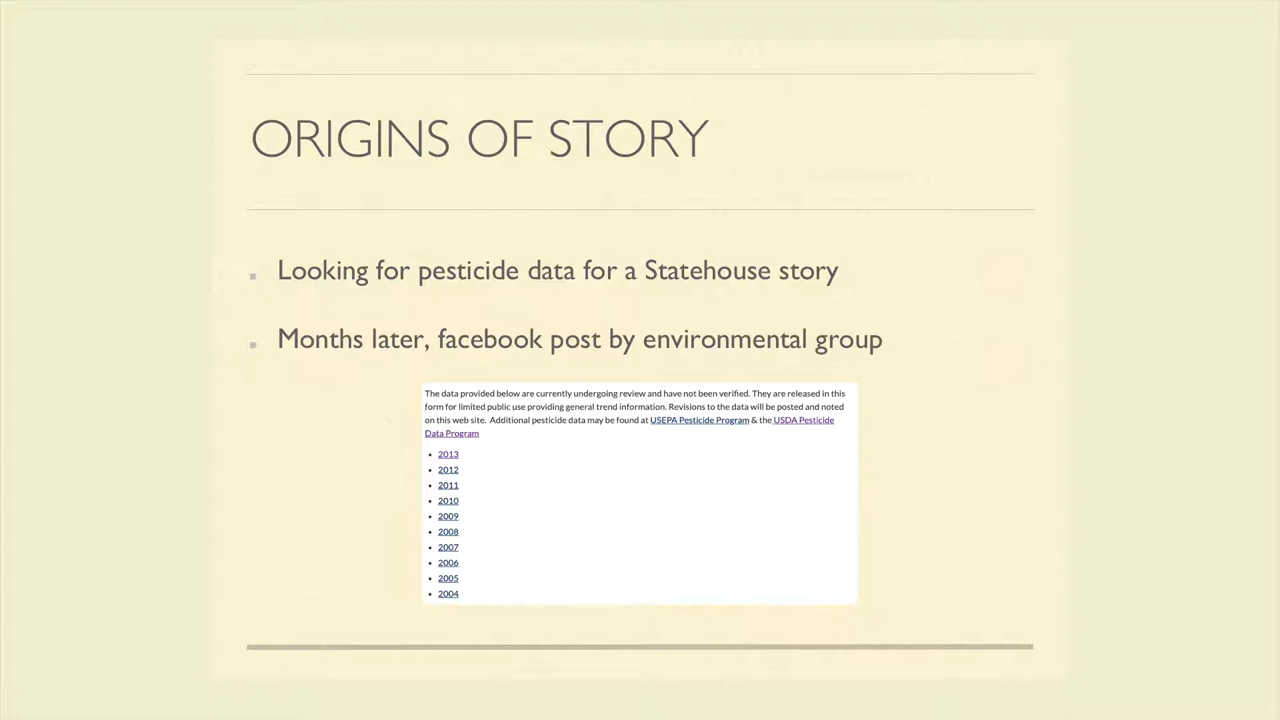 ORIGINS OF STORY
Looking for pesticide data for a Statehouse story
Months later, facebook post by environmental group
The data provided below are currently undergoing review and have not been verified. They are released in this
form for limited public use providing general trend information. Revisions to the data will be posted and noted
on this web site. Additional pesticide data may be found at USEPA Pesticide Program & the USDA Pesticide
Data Program
2013
2012
2011
2010
2009
2008
2007
2006
2005
2004